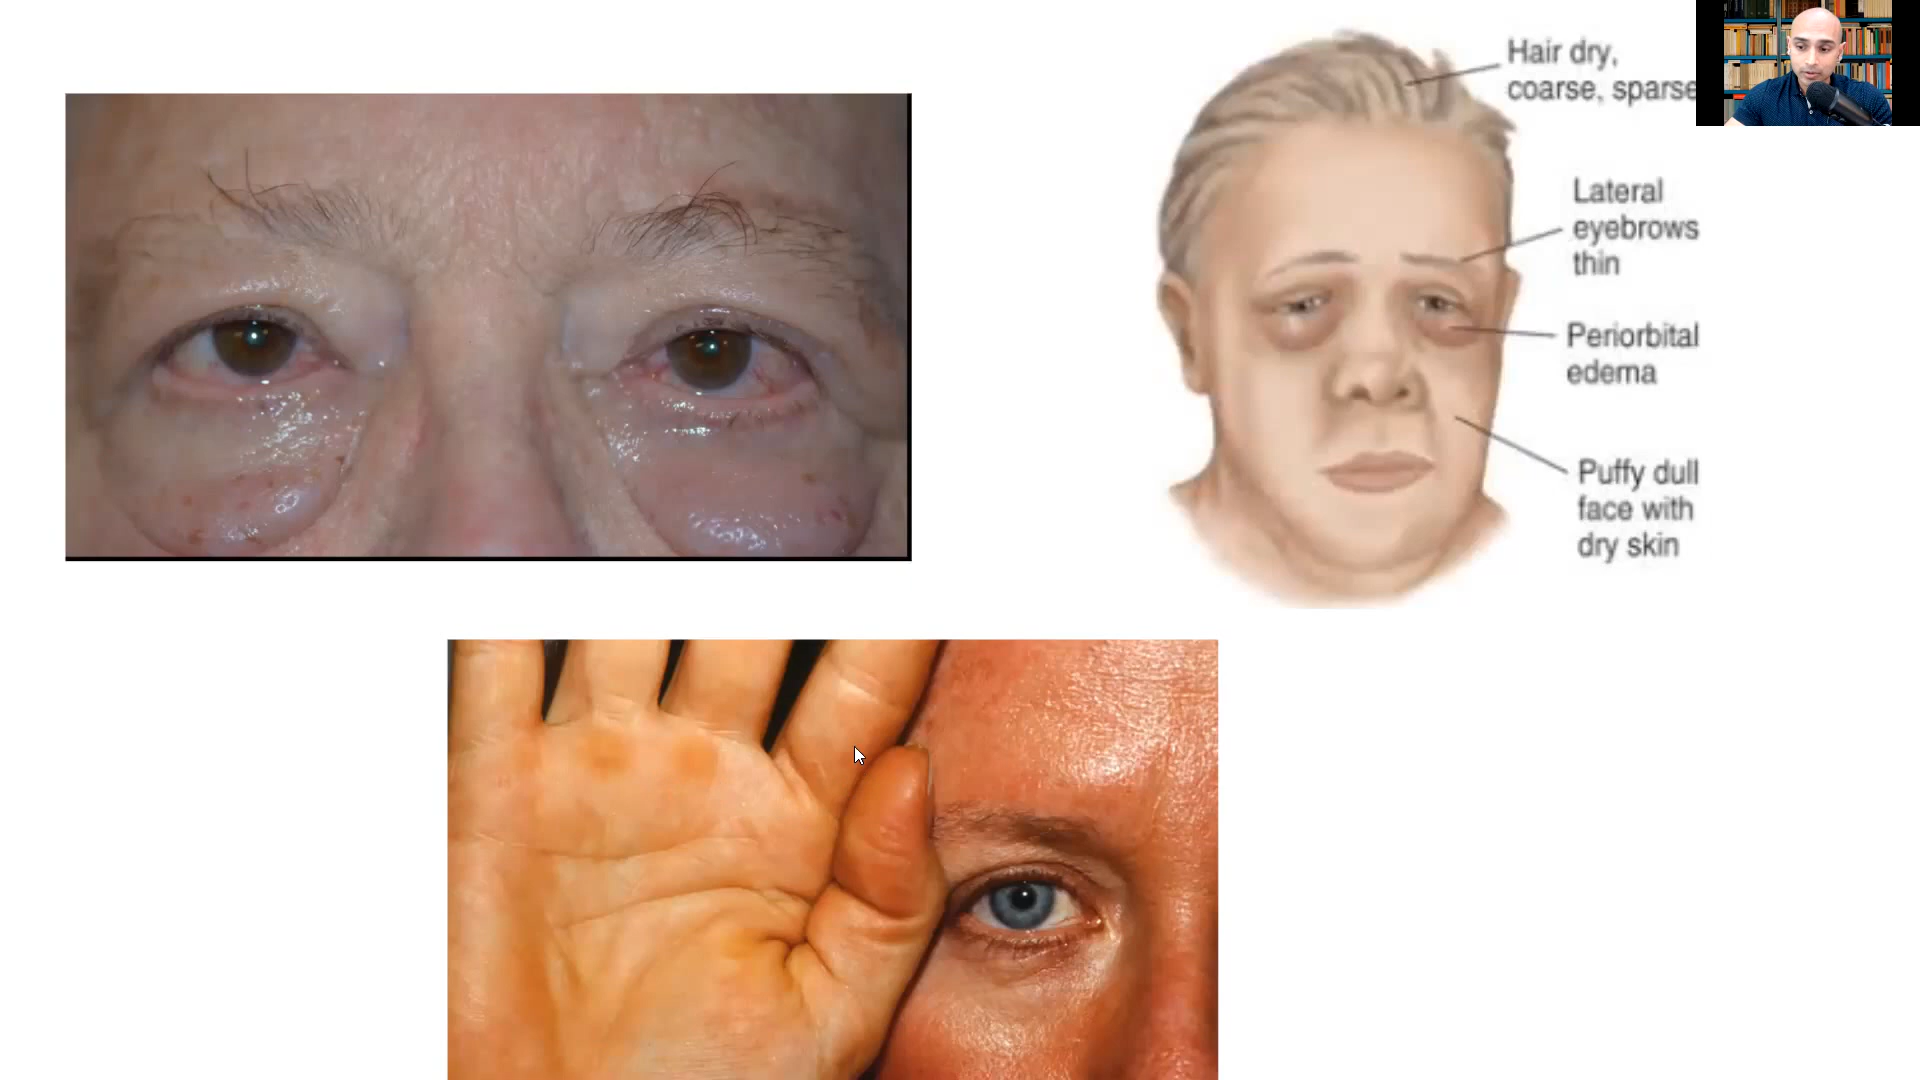 Hair dry,
coarse, sparse
Lateral
eyebrows
thin
Periorbital
edema
Puffy dull
face with
dry skin